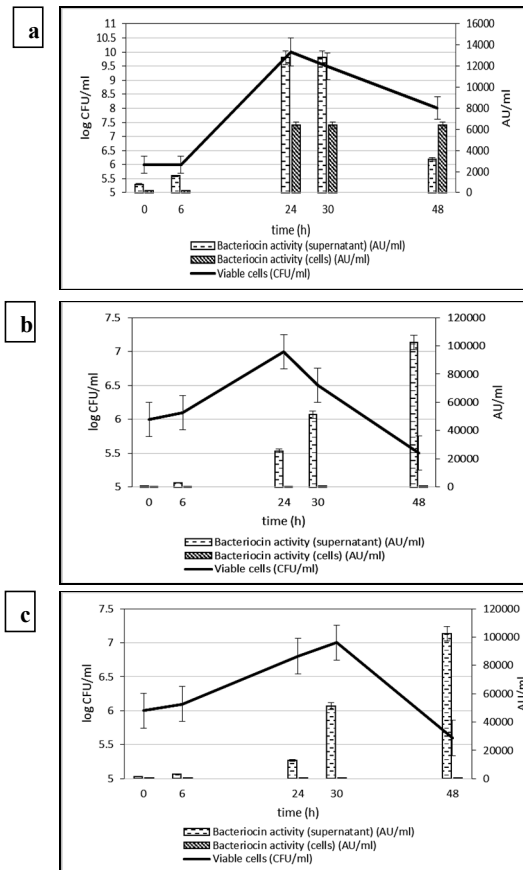 a
log CFU/ml
11
10.5
10
9.5
9
8.5
8
7.5
7
6.5
6
5.5
5
16000
14000
12000
10000
8000
6000
4000
2000
0
AU/ml
0 6 24 30 48
time (h)
Bacteriocin activity (supernatant) (AU/ml)
Bacteriocin activity (cells) (AU/ml)
Viable cells (CFU/ml)
b
log CFU/ml
7.5
7
6.5
6
5.5
5
120000
100000
80000
60000
40000
20000
0
AU/ml
0 6 24 30 48
time (h)
Bacteriocin activity (supernatant) (AU/ml)
Bacteriocin activity (cells) (AU/ml)
Viable cells (CFU/ml)
c
log CFU/ml
7.5
7
6.5
6
5.5
5
120000
100000
80000
60000
40000
20000
0
AU/ml
0 6 24 30 48
time (h)
Bacteriocin activity (supernatant) (AU/ml)
Bacteriocin activity (cells) (AU/ml)
Viable cells (CFU/ml)